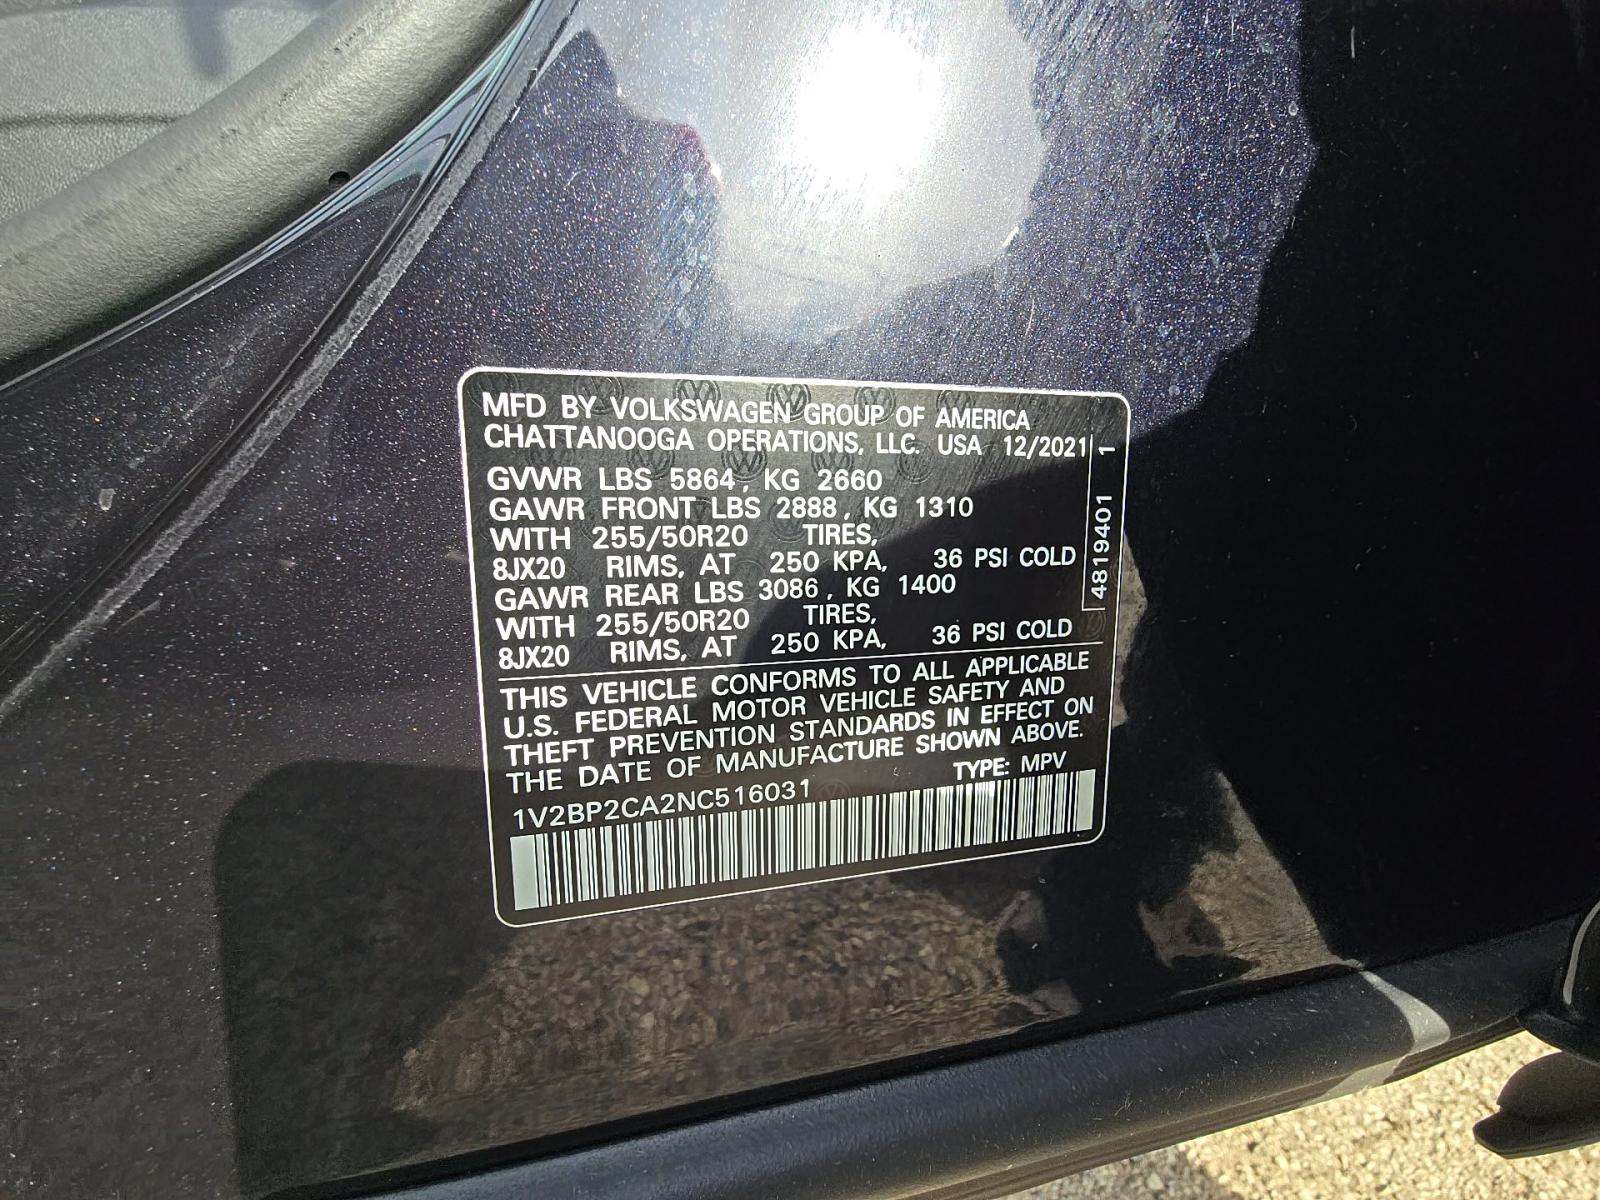 MFD BY VOLKSWAGEN GROUP OF AMERICA
CHATTANOOGA OPERATIONS, LLC. USA 12/2021
GVWR LBS 5864, KG 2660
GAWR FRONT LBS 2888, KG 1310
WITH 255/50R20 TIRES,
8JX20 RIMS, AT 250 KPA, 36 PSI COLD
GAWR REAR LBS 3086, KG 1400
WITH 255/50R20 TIRES,
8JX20 RIMS, AT 250 KPA, 36 PSI COLD
4819401 1
THIS VEHICLE CONFORMS TO ALL APPLICABLE
U.S. FEDERAL MOTOR VEHICLE SAFETY AND
THEFT PREVENTION STANDARDS IN EFFECT ON
THE DATE OF MANUFACTURE SHOWN ABOVE.
TYPE: MPV
1V2BP2CA2NC516031